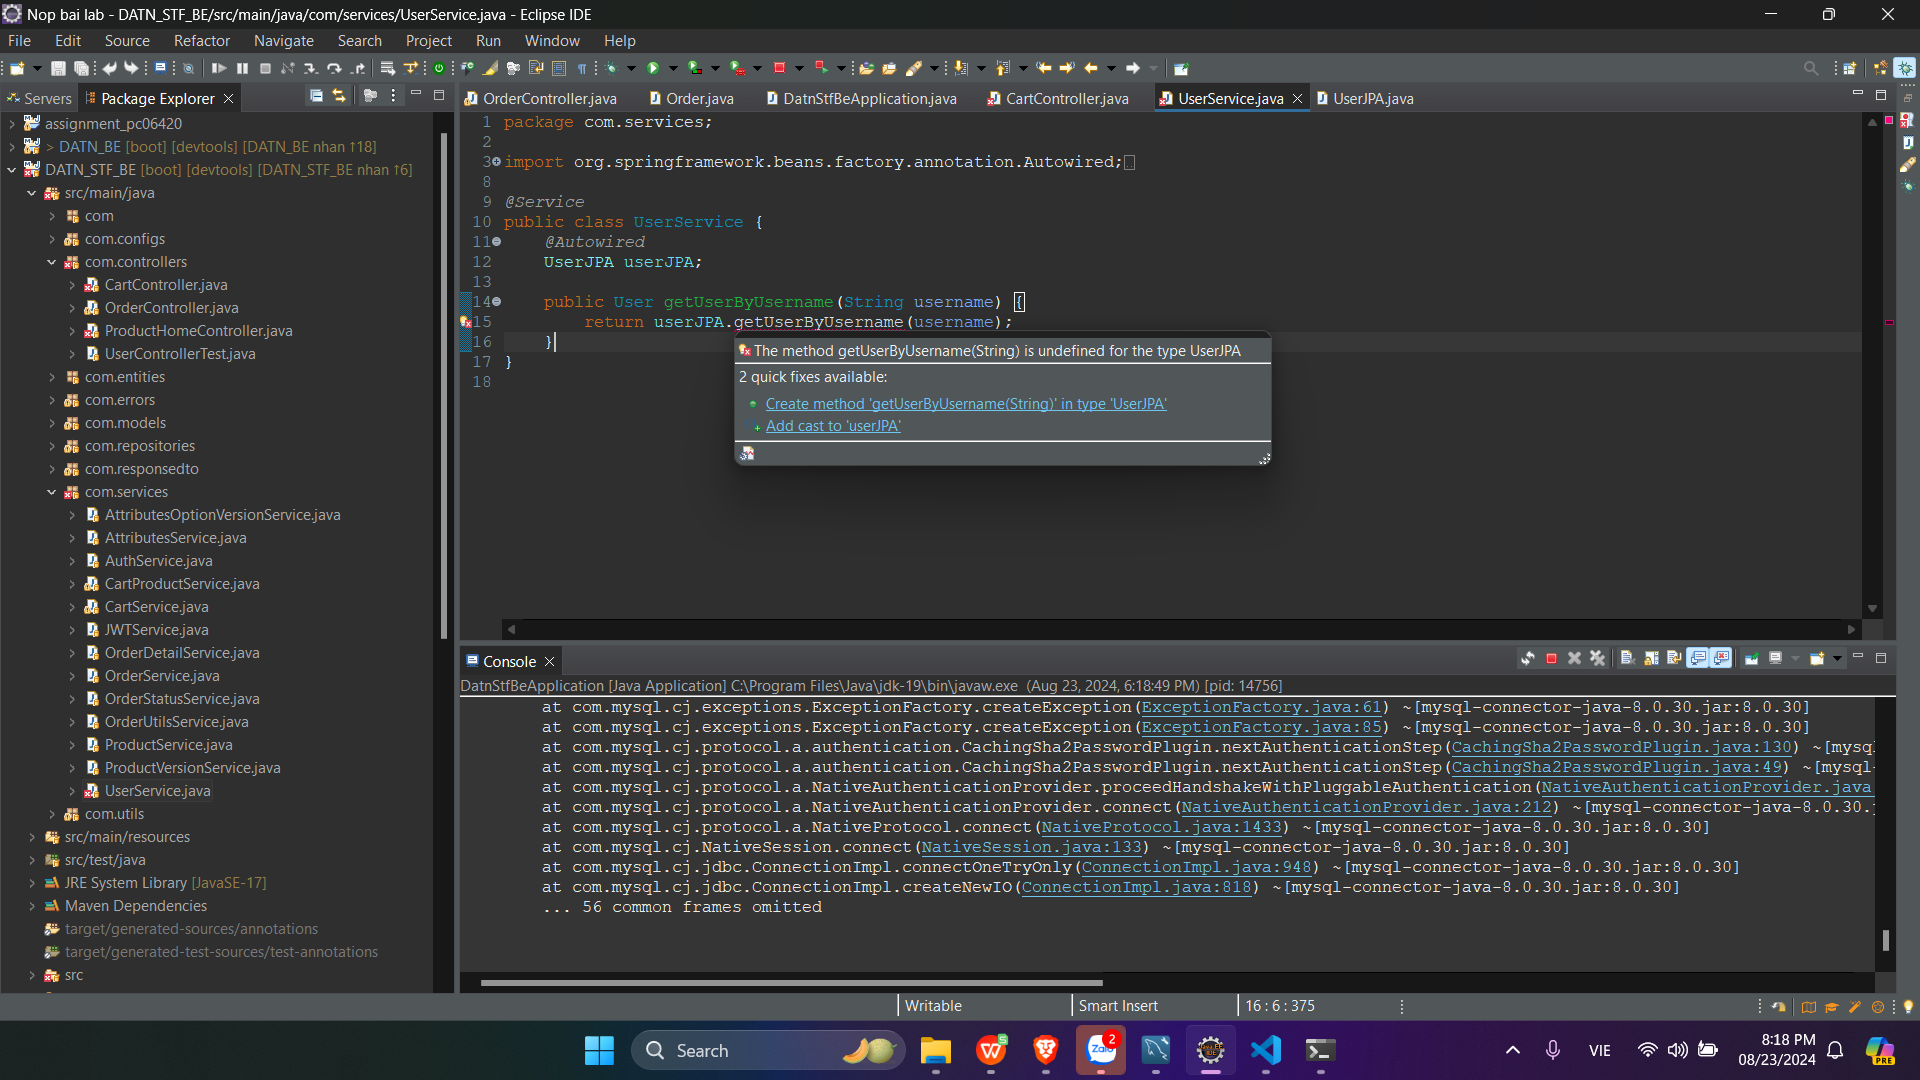 Nop bai lab - DATN_STF_BE/src/main/java/com/services/UserService.java - Eclipse IDE
File Edit Source Refactor Navigate Search Project Run Window Help
Servers
Package Explorer
assignment_pc06420
> DATN_BE [boot] [devtools] [DATN_BE nhan ↑18]
DATN_STF_BE [boot] [devtools] [DATN_STF_BE nhan ↑6]
src/main/java
com
com.configs
com.controllers
CartController.java
OrderController.java
ProductHomeController.java
UserControllerTest.java
com.entities
com.errors
com.models
com.repositories
com.responsedto
com.services
AttributesOptionVersionService.java
AttributesService.java
AuthService.java
CartProductService.java
CartService.java
JWTService.java
OrderDetailService.java
OrderService.java
OrderStatusService.java
OrderUtilsService.java
ProductService.java
ProductVersionService.java
UserService.java
com.utils
src/main/resources
src/test/java
JRE System Library [JavaSE-17]
Maven Dependencies
target/generated-sources/annotations
target/generated-test-sources/test-annotations
src
OrderController.java Order.java DatnStfBeApplication.java CartController.java UserService.java UserJPA.java
1 package com.services;
2
3 import org.springframework.beans.factory.annotation.Autowired;
8
9 @Service
10 public class UserService {
11 @Autowired
12 UserJPA userJPA;
13
14 public User getUserByUsername(String username) {
15 return userJPA.getUserByUsername(username);
16 }
17 }
18
The method getUserByUsername(String) is undefined for the type UserJPA
2 quick fixes available:
Create method 'getUserByUsername(String)' in type 'UserJPA'
Add cast to 'userJPA'
Console
DatnStfBeApplication [Java Application] C:\Program Files\Java\jdk-19\bin\javaw.exe (Aug 23, 2024, 6:18:49 PM) [pid: 14756]
at com.mysql.cj.exceptions.ExceptionFactory.createException(ExceptionFactory.java:61) ~[mysql-connector-java-8.0.30.jar:8.0.30]
at com.mysql.cj.exceptions.ExceptionFactory.createException(ExceptionFactory.java:85) ~[mysql-connector-java-8.0.30.jar:8.0.30]
at com.mysql.cj.protocol.a.authentication.CachingSha2PasswordPlugin.nextAuthenticationStep(CachingSha2PasswordPlugin.java:130) ~[mysql
at com.mysql.cj.protocol.a.authentication.CachingSha2PasswordPlugin.nextAuthenticationStep(CachingSha2PasswordPlugin.java:49) ~[mysql-
at com.mysql.cj.protocol.a.NativeAuthenticationProvider.proceedHandshakeWithPluggableAuthentication(NativeAuthenticationProvider.java
at com.mysql.cj.protocol.a.NativeAuthenticationProvider.connect(NativeAuthenticationProvider.java:212) ~[mysql-connector-java-8.0.30.j
at com.mysql.cj.protocol.a.NativeProtocol.connect(NativeProtocol.java:1433) ~[mysql-connector-java-8.0.30.jar:8.0.30]
at com.mysql.cj.NativeSession.connect(NativeSession.java:133) ~[mysql-connector-java-8.0.30.jar:8.0.30]
at com.mysql.cj.jdbc.ConnectionImpl.connectOneTryOnly(ConnectionImpl.java:948) ~[mysql-connector-java-8.0.30.jar:8.0.30]
at com.mysql.cj.jdbc.ConnectionImpl.createNewIO(ConnectionImpl.java:818) ~[mysql-connector-java-8.0.30.jar:8.0.30]
... 56 common frames omitted
Writable
Smart Insert
16 : 6 : 375
Search
Zalo
2
VIE
8:18 PM
08/23/2024
PRE